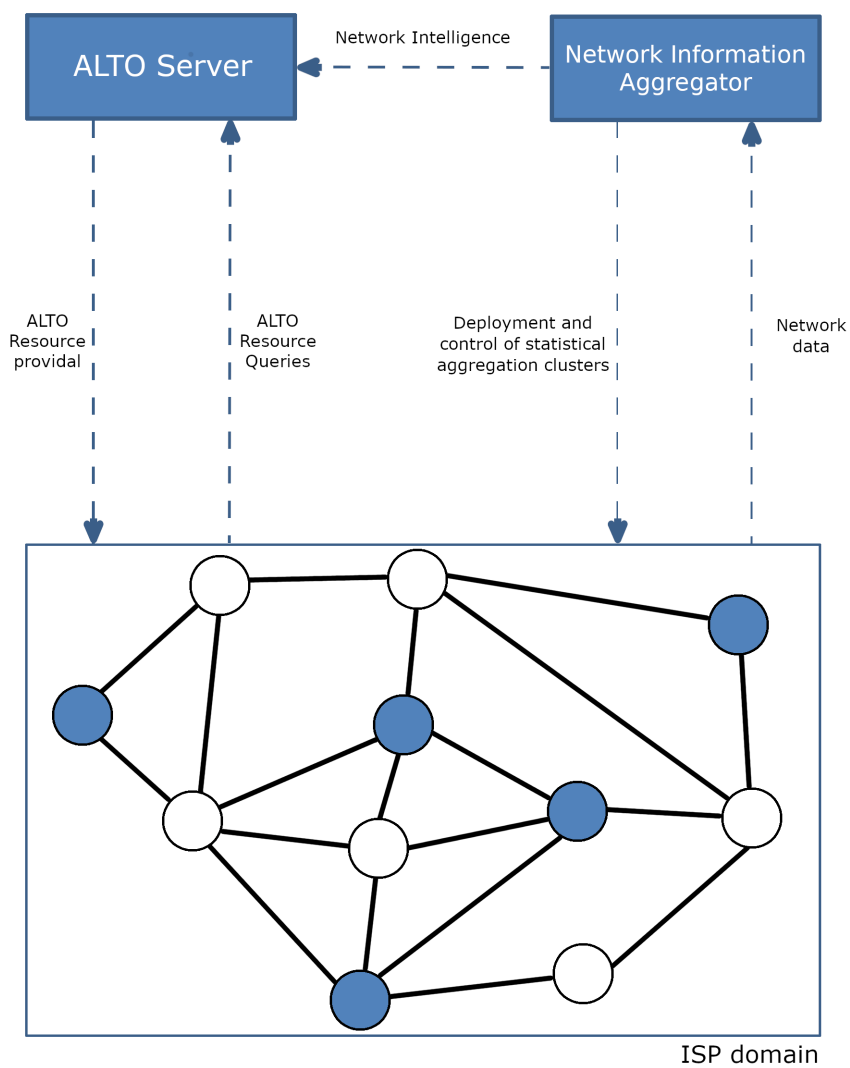 ALTO Server
Network Intelligence
Network Information
Aggregator
ALTO
Resource
providal
ALTO
Resource
Queries
Deployment and
control of statistical
aggregation clusters
Network
data
ISP domain